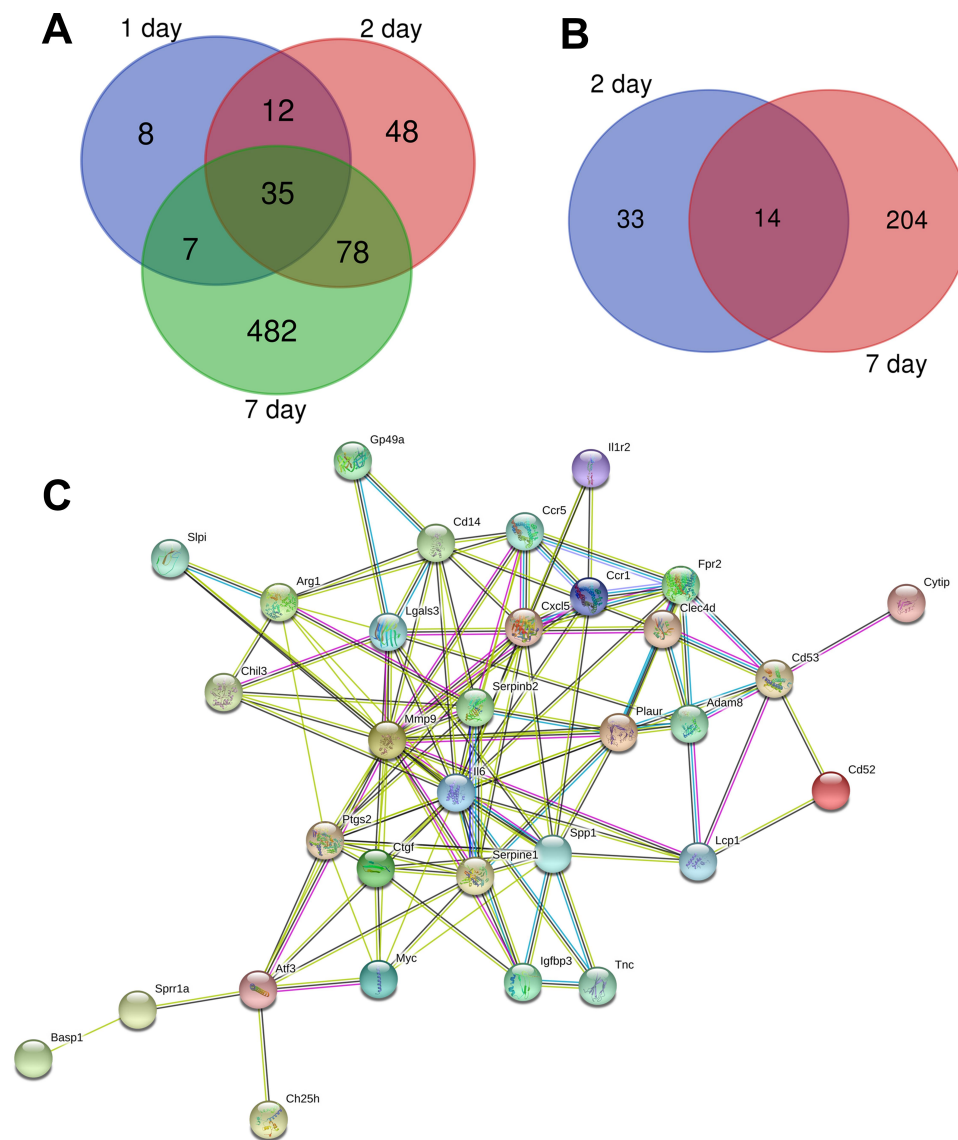 A
1 day
2 day
8
12
48
35
7
78
482
7 day
B
2 day
33
14
204
7 day
C
Gp49a
Il1r2
Slpi
Cd14
Ccr5
Arg1
Ccr1
Fpr2
Cytip
Lgals3
Cxcl5
Clec4d
Cd53
Chil3
Serpinb2
Mmp9
Plaur
Adam8
Il6
Cd52
Ptgs2
Ctgf
Serpine1
Spp1
Lcp1
Atf3
Myc
Igfbp3
Tnc
Sprr1a
Basp1
Ch25h